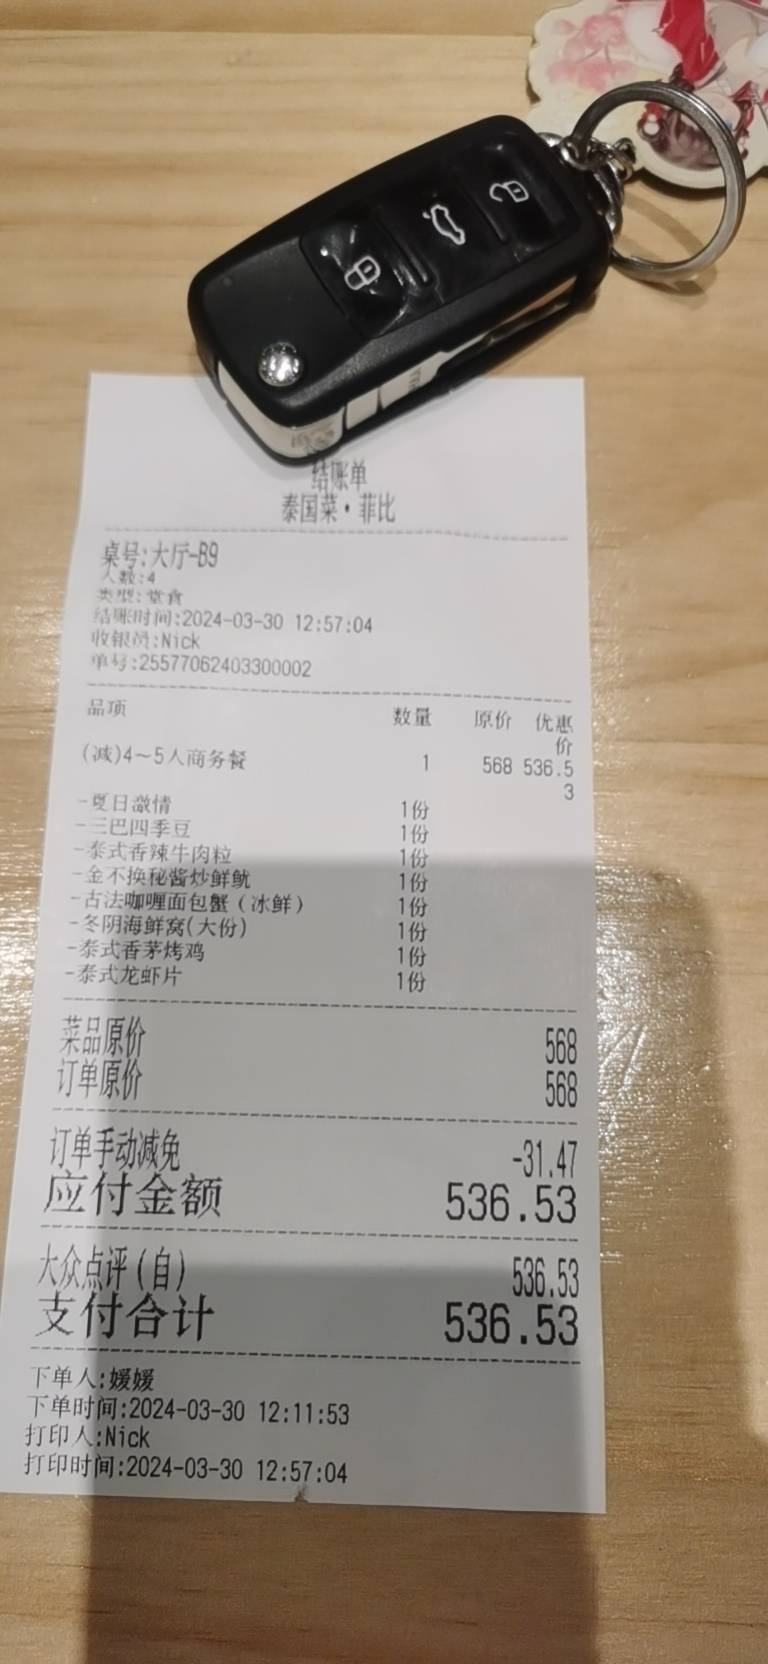 结账单
泰国菜·菲比
桌号:大厅-B9
人数:4
类型:堂食
结账时间:2024-03-30 12:57:04
收银员:Nick
单号:25577062403300002
品项 数量 原价 优惠价
(减)4~5人商务餐 1 568 536.53
-夏日激情 1份
-三巴四季豆 1份
-泰式香辣牛肉粒 1份
-金不换秘酱炒鲜鱿 1份
-古法咖喱面包蟹(冰鲜) 1份
-冬阴海鲜窝(大份) 1份
-泰式香茅烤鸡 1份
-泰式龙虾片 1份
菜品原价 568
订单原价 568
订单手动减免 -31.47
应付金额 536.53
大众点评(自) 536.53
支付合计 536.53
下单人:媛媛
下单时间:2024-03-30 12:11:53
打印人:Nick
打印时间:2024-03-30 12:57:04